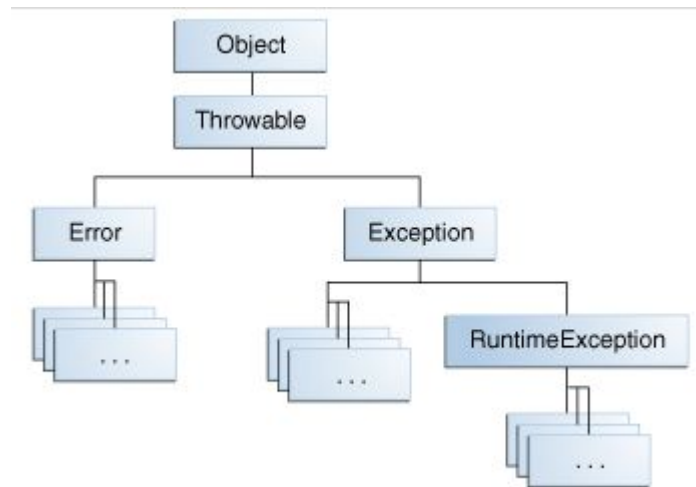 Object
Throwable
Error
Exception
...
...
RuntimeException
...